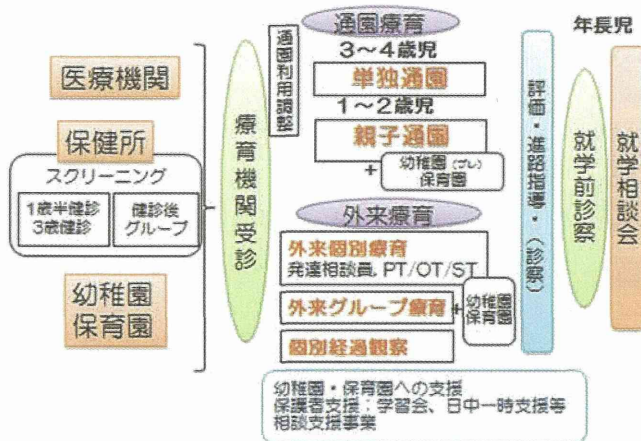 医療機関
保健所
スクリーニング
1歳半健診
3歳健診
健診後
グループ
幼稚園
保育園
療育機関受診
通園利用調整
通園療育
3～4歳児
単独通園
1～2歳児
親子通園
+
幼稚園（プレ）
保育園
外来療育
外来個別療育
発達相談員、PT/OT/ST
外来グループ療育
+
幼稚園
保育園
個別経過観察
幼稚園・保育園への支援
保護者支援：学習会、日中一時支援等
相談支援事業
評価・進路指導・（診察）
年長児
就学前診察
就学相談会